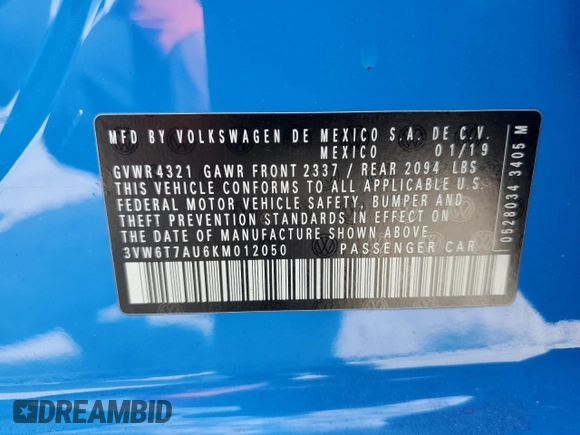 MFD BY VOLKSWAGEN DE MEXICO S.A. DE C.V.
MEXICO 01/19
GVWR 4321 GAWR FRONT 2337 / REAR 2094 LBS
THIS VEHICLE CONFORMS TO ALL APPLICABLE U.S.
FEDERAL MOTOR VEHICLE SAFETY, BUMPER AND
THEFT PREVENTION STANDARDS IN EFFECT ON
THE DATE OF MANUFACTURE SHOWN ABOVE.
3VW6T7AU6KM012050 PASSENGER CAR
0528034 3405 M
DREAMBID